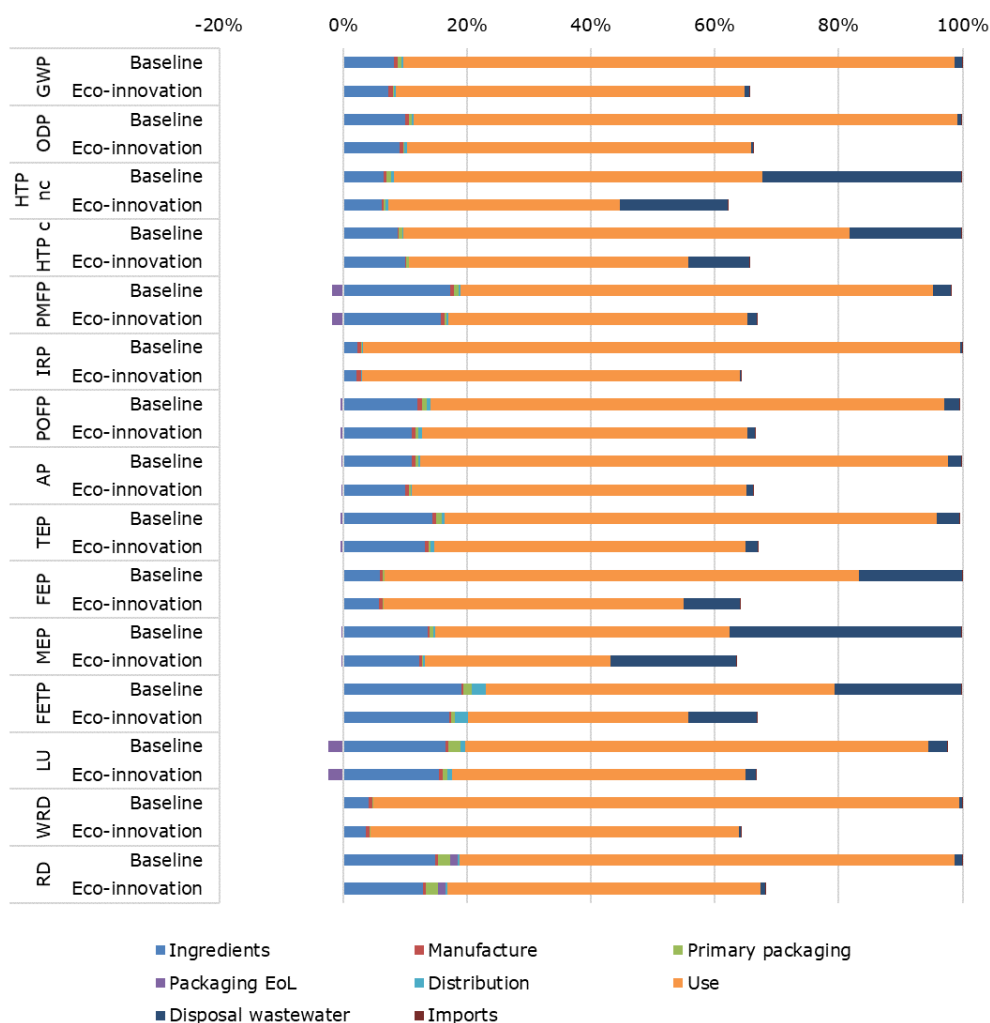 -20% 0% 20% 40% 60% 80% 100%
GWP
Baseline
Eco-innovation
ODP
Baseline
Eco-innovation
HTP
nc
Baseline
Eco-innovation
HTP c
Baseline
Eco-innovation
PMFP
Baseline
Eco-innovation
IRP
Baseline
Eco-innovation
POFP
Baseline
Eco-innovation
AP
Baseline
Eco-innovation
TEP
Baseline
Eco-innovation
FEP
Baseline
Eco-innovation
MEP
Baseline
Eco-innovation
FETP
Baseline
Eco-innovation
LU
Baseline
Eco-innovation
WRD
Baseline
Eco-innovation
RD
Baseline
Eco-innovation
Ingredients Manufacture Primary packaging
Packaging EoL Distribution Use
Disposal wastewater Imports